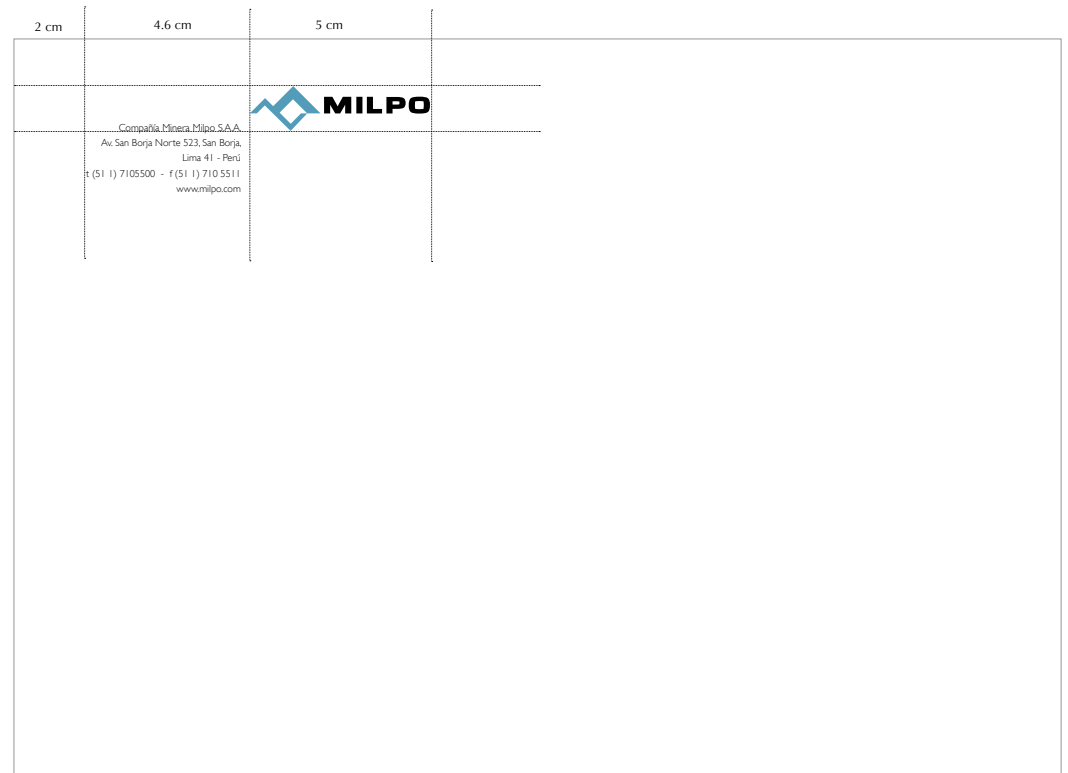 2 cm 4.6 cm 5 cm
MILPO
Compañía Minera Milpo S.A.A.
Av. San Borja Norte 523, San Borja,
Lima 41 - Perú
t (51 1) 7105500 - f (51 1) 710 5511
www.milpo.com